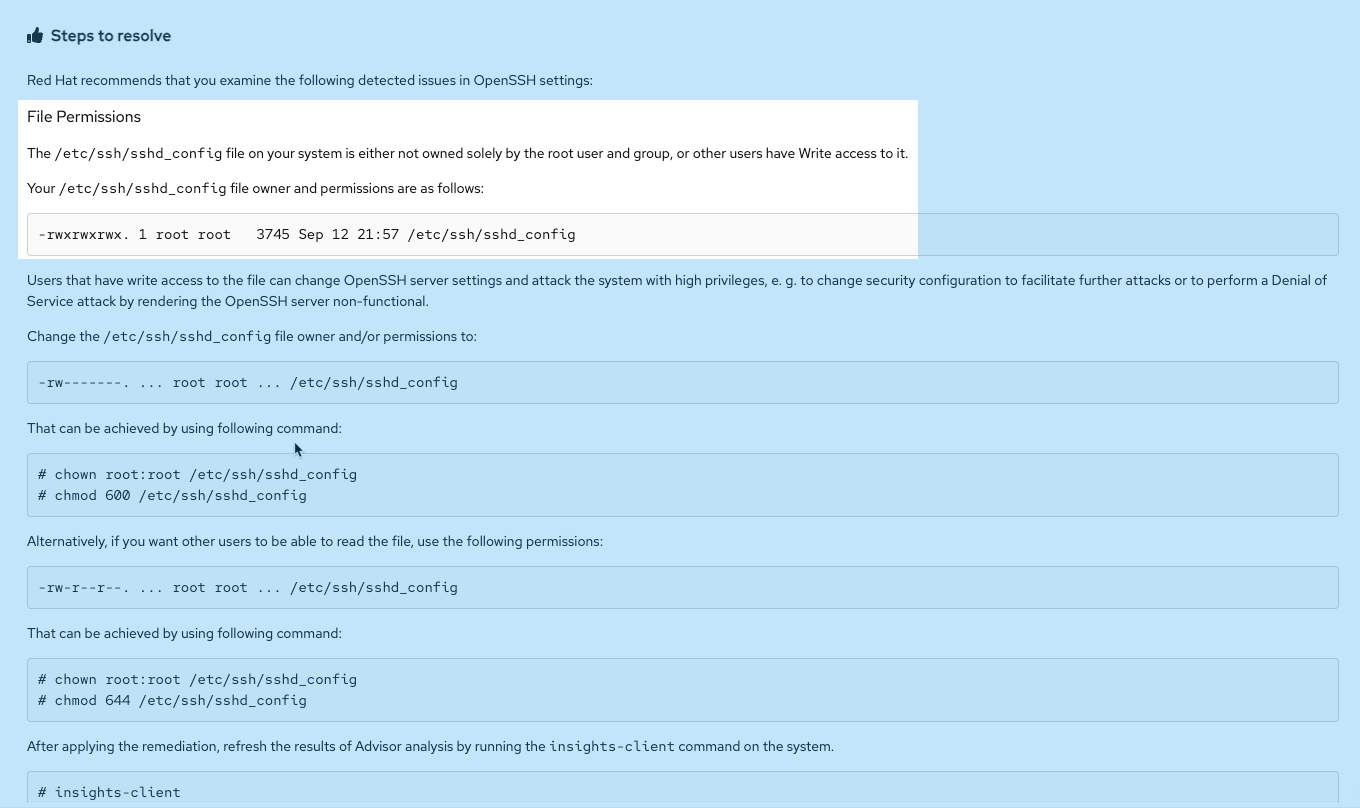 Steps to resolve
Red Hat recommends that you examine the following detected issues in OpenSSH settings:
File Permissions
The /etc/ssh/sshd_config file on your system is either not owned solely by the root user and group, or other users have Write access to it.
Your /etc/ssh/sshd_config file owner and permissions are as follows:
-rwxrwxrwx. 1 root root   3745 Sep 12 21:57 /etc/ssh/sshd_config
Users that have write access to the file can change OpenSSH server settings and attack the system with high privileges, e. g. to change security configuration to facilitate further attacks or to perform a Denial of
Service attack by rendering the OpenSSH server non-functional.
Change the /etc/ssh/sshd_config file owner and/or permissions to:
-rw-------. ... root root ... /etc/ssh/sshd_config
That can be achieved by using following command:
# chown root:root /etc/ssh/sshd_config
# chmod 600 /etc/ssh/sshd_config
Alternatively, if you want other users to be able to read the file, use the following permissions:
-rw-r--r--. ... root root ... /etc/ssh/sshd_config
That can be achieved by using following command:
# chown root:root /etc/ssh/sshd_config
# chmod 644 /etc/ssh/sshd_config
After applying the remediation, refresh the results of Advisor analysis by running the insights-client command on the system.
# insights-client